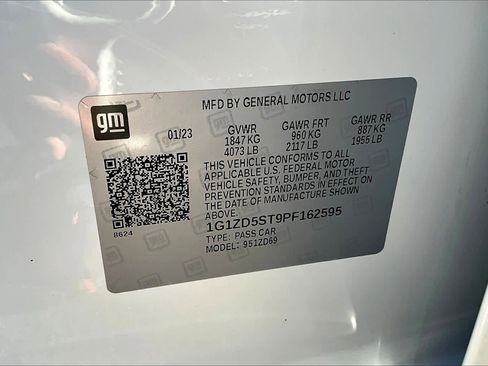 gm
MFD BY GENERAL MOTORS LLC
01/23 GVWR GAWR FRT GAWR RR
1847 KG 960 KG 887 KG
4073 LB 2117 LB 1955 LB
THIS VEHICLE CONFORMS TO ALL
APPLICABLE U.S. FEDERAL MOTOR
VEHICLE SAFETY, BUMPER, AND THEFT
PREVENTION STANDARDS IN EFFECT ON
THE DATE OF MANUFACTURE SHOWN
ABOVE.
1G1ZD5ST9PF162595
TYPE: PASS CAR
MODEL: 951ZD69
8624